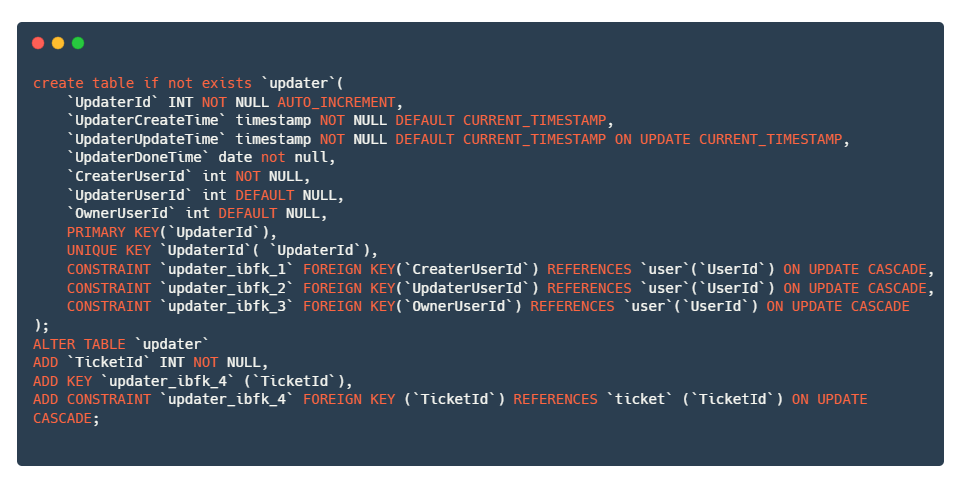 create table if not exists `updater`(
    `UpdaterId` INT NOT NULL AUTO_INCREMENT,
    `UpdaterCreateTime` timestamp NOT NULL DEFAULT CURRENT_TIMESTAMP,
    `UpdaterUpdateTime` timestamp NOT NULL DEFAULT CURRENT_TIMESTAMP ON UPDATE CURRENT_TIMESTAMP,
    `UpdaterDoneTime` date not null,
    `CreaterUserId` int NOT NULL,
    `UpdaterUserId` int DEFAULT NULL,
    `OwnerUserId` int DEFAULT NULL,
    PRIMARY KEY(`UpdaterId`),
    UNIQUE KEY `UpdaterId`( `UpdaterId`),
    CONSTRAINT `updater_ibfk_1` FOREIGN KEY(`CreaterUserId`) REFERENCES `user`(`UserId`) ON UPDATE CASCADE,
    CONSTRAINT `updater_ibfk_2` FOREIGN KEY(`UpdaterUserId`) REFERENCES `user`(`UserId`) ON UPDATE CASCADE,
    CONSTRAINT `updater_ibfk_3` FOREIGN KEY(`OwnerUserId`) REFERENCES `user`(`UserId`) ON UPDATE CASCADE
);
ALTER TABLE `updater`
ADD `TicketId` INT NOT NULL,
ADD KEY `updater_ibfk_4` (`TicketId`),
ADD CONSTRAINT `updater_ibfk_4` FOREIGN KEY (`TicketId`) REFERENCES `ticket` (`TicketId`) ON UPDATE
CASCADE;